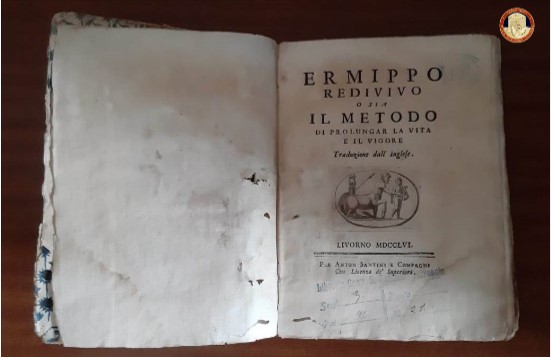 ERMIPPO
REDIVIVO
O SIA
IL METODO
DI PROLUNGAR LA VITA
E IL VIGORE
Traduzione dall' inglese.
LIVORNO MDCCLVI.
PER ANTON SANTINI E COMPAGNI
Con Licenza de' Superiori.